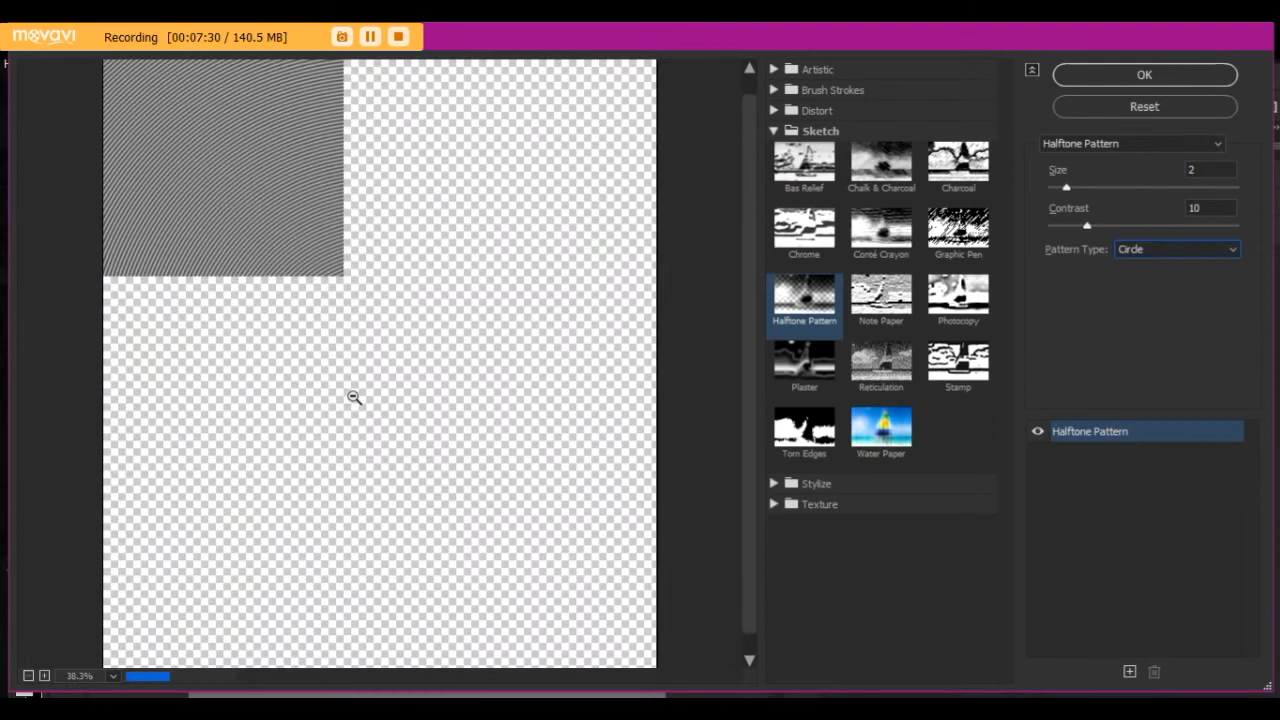 movavi Recording [00:07:30 / 140.5 MB]
Artistic
Brush Strokes
Distort
Sketch
Bas Relief
Chalk & Charcoal
Charcoal
Chrome
Conté Crayon
Graphic Pen
Halftone Pattern
Note Paper
Photocopy
Plaster
Reticulation
Stamp
Torn Edges
Water Paper
Stylize
Texture
OK
Reset
Halftone Pattern
Size 2
Contrast 10
Pattern Type: Circle
Halftone Pattern
38.3%